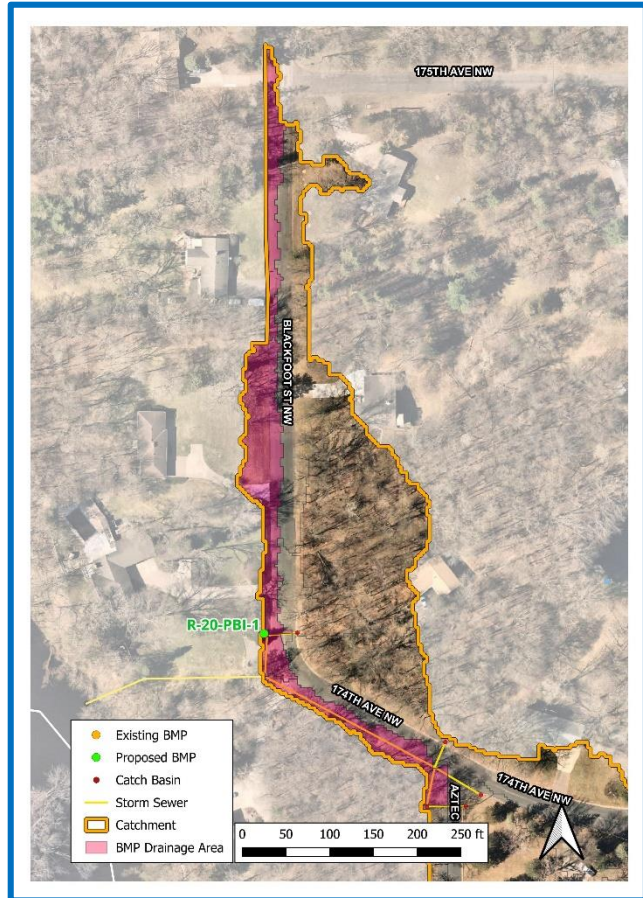 175TH AVE NW
BLACKFOOT ST NW
R-20-PBI-1
174TH AVE NW
174TH AVE NW
AZTEC
Existing BMP
Proposed BMP
Catch Basin
Storm Sewer
Catchment
BMP Drainage Area
0 50 100 150 200 250 ft